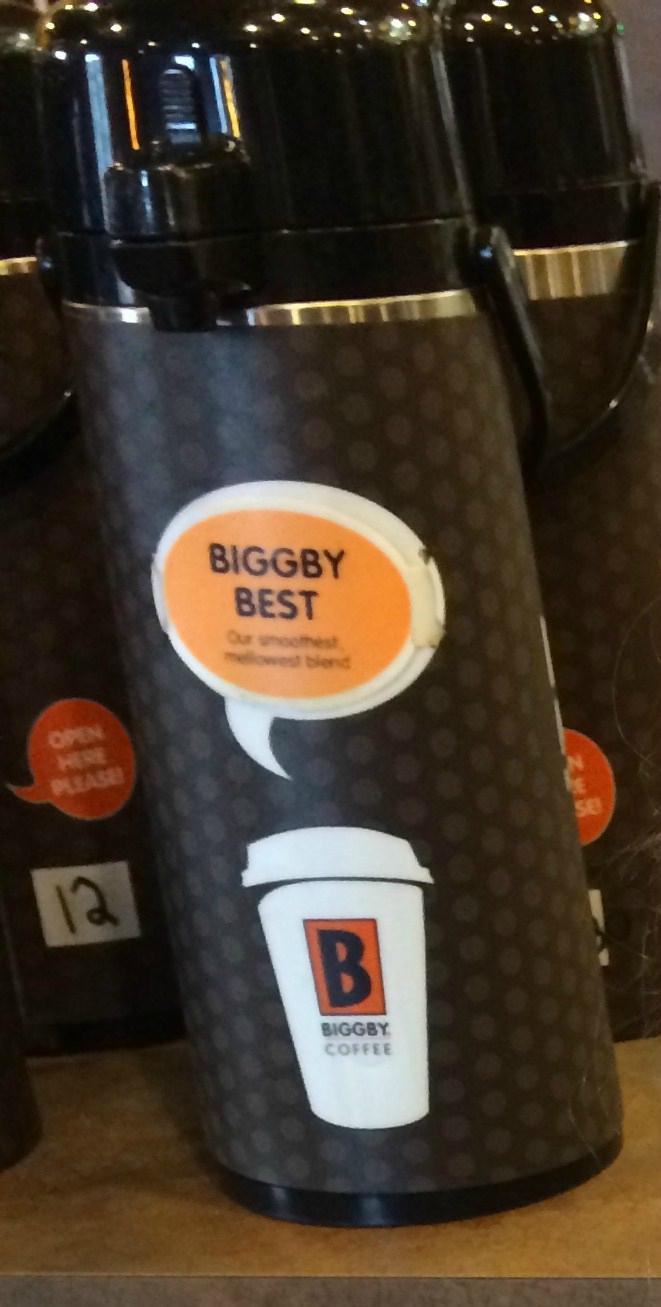 BIGGBY
BEST
Our smoothest,
mellowest blend
OPEN
HERE
PLEASE!
12
B
BIGGBY.
COFFEE